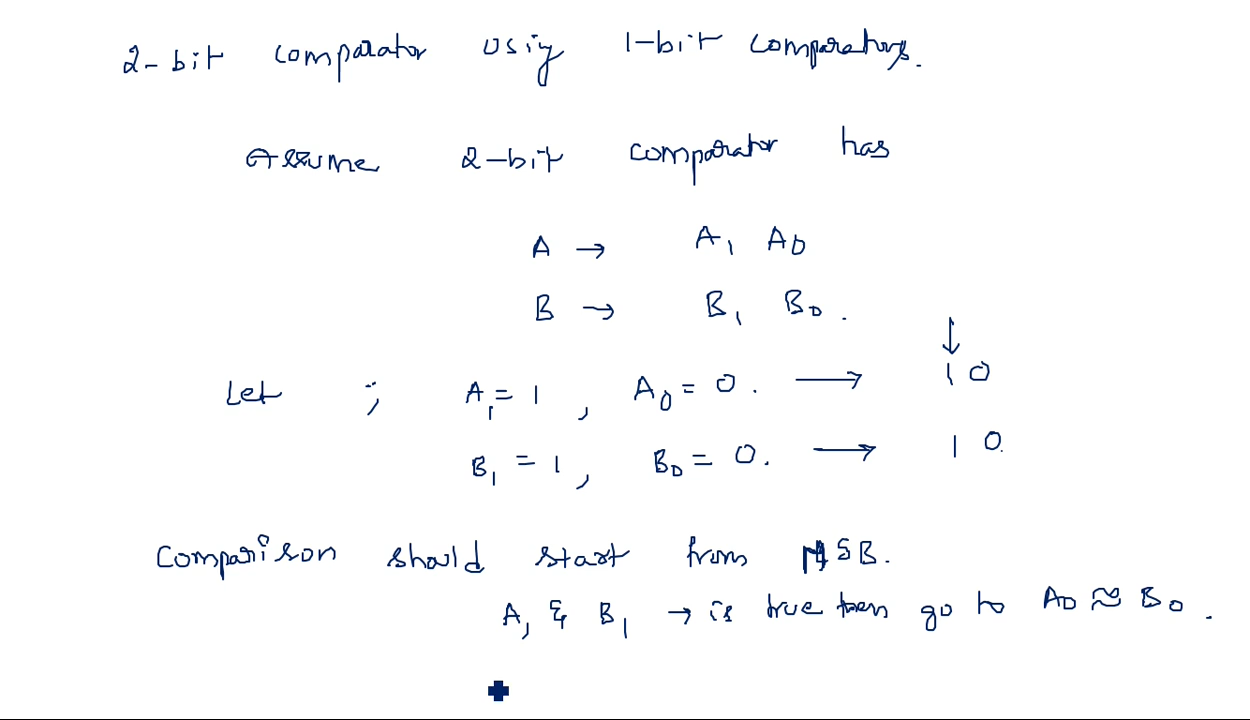 2-bit comparator using 1-bit comparators.
Assume 2-bit comparator has
A → A₁ A₀
B → B₁ B₀.
Let ; A₁ = 1, A₀ = 0. → 1 0
B₁ = 1, B₀ = 0. → 1 0.
Comparison should start from MSB.
A₁ & B₁ → is true then go to A₀ ≈ B₀.